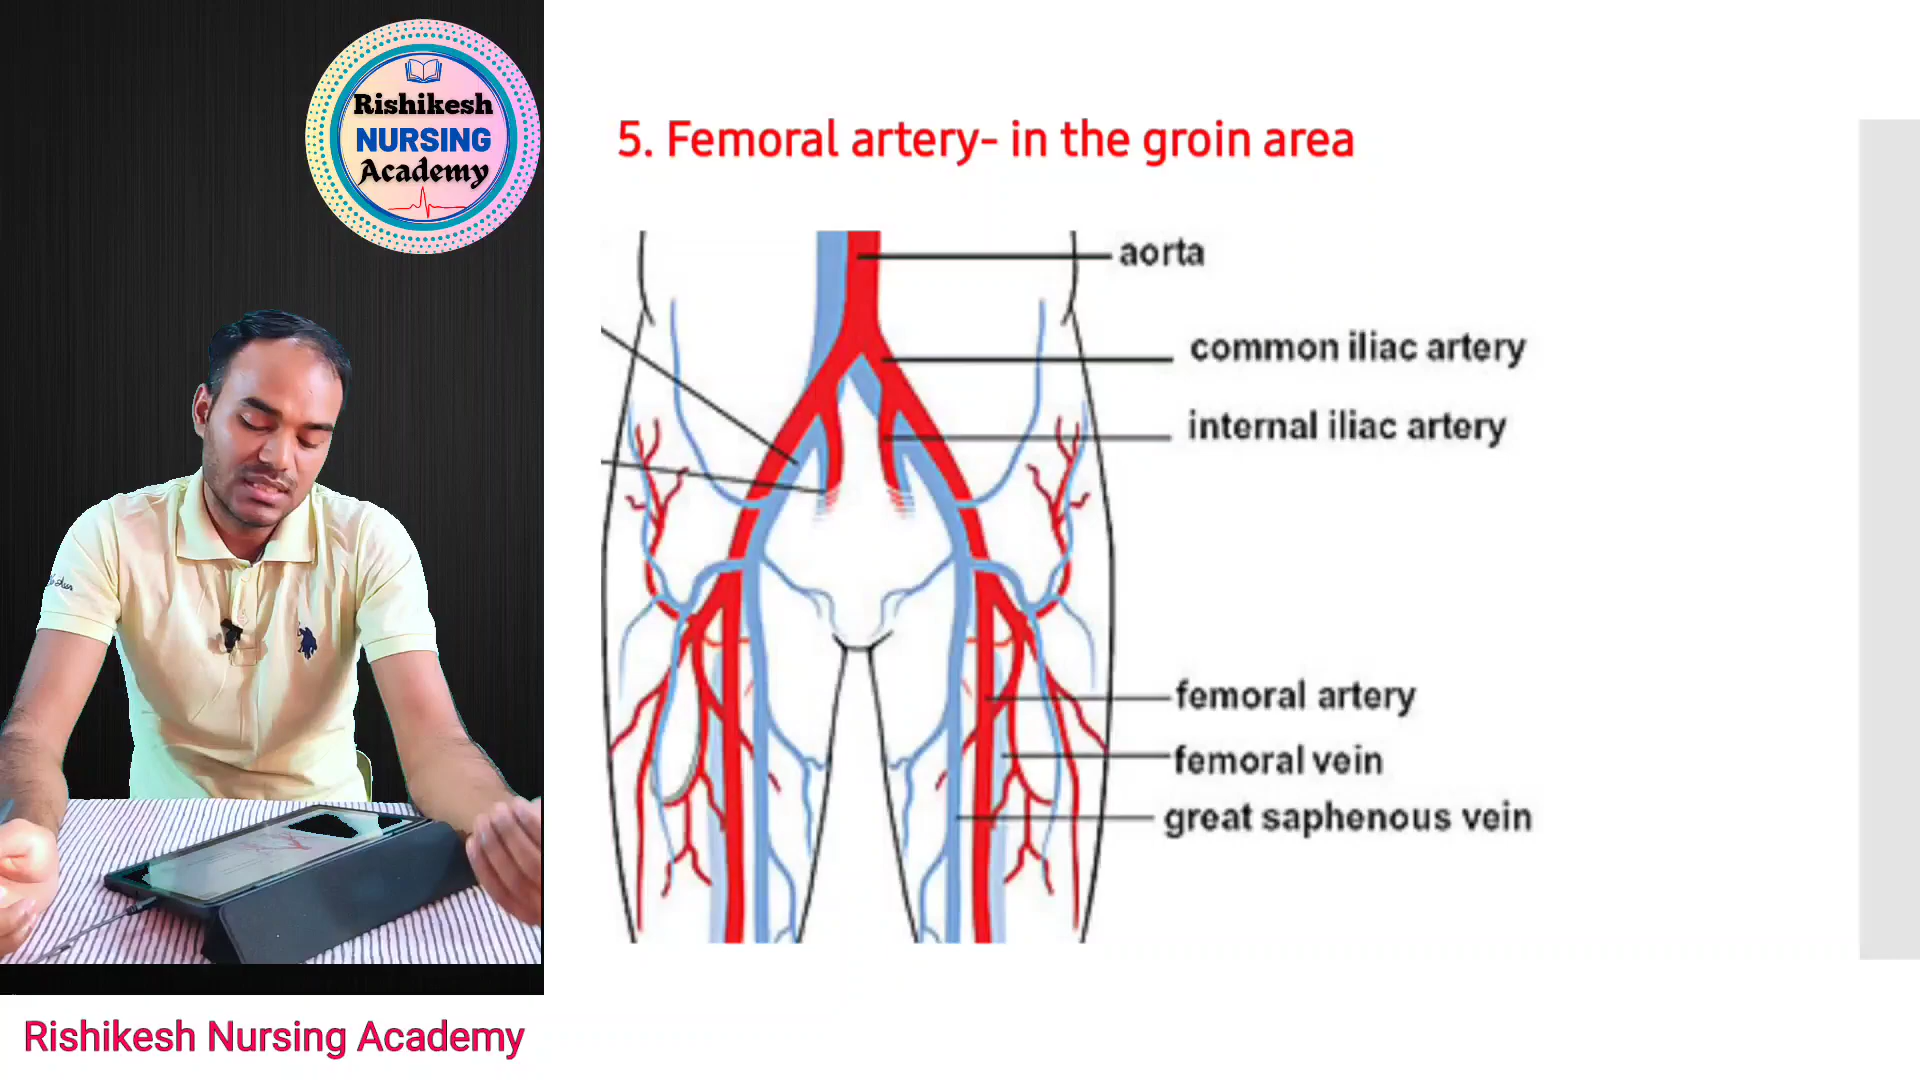 Rishikesh
NURSING
Academy
5. Femoral artery- in the groin area
aorta
common iliac artery
internal iliac artery
femoral artery
femoral vein
great saphenous vein
Rishikesh Nursing Academy